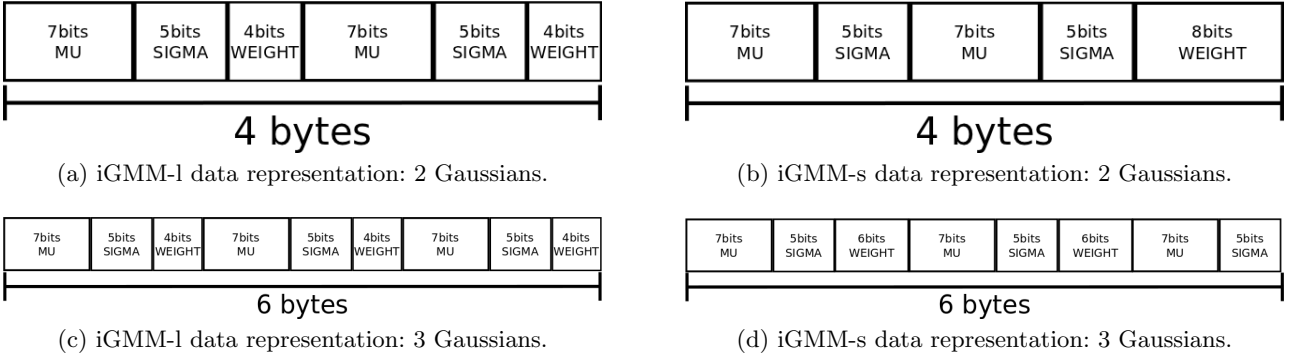 7bits 5bits 4bits 7bits 5bits 4bits
MU SIGMA WEIGHT MU SIGMA WEIGHT
4 bytes
(a) iGMM-l data representation: 2 Gaussians.
7bits 5bits 7bits 5bits 8bits
MU SIGMA MU SIGMA WEIGHT
4 bytes
(b) iGMM-s data representation: 2 Gaussians.
7bits 5bits 4bits 7bits 5bits 4bits 7bits 5bits 4bits
MU SIGMA WEIGHT MU SIGMA WEIGHT MU SIGMA WEIGHT
6 bytes
(c) iGMM-l data representation: 3 Gaussians.
7bits 5bits 6bits 7bits 5bits 6bits 7bits 5bits
MU SIGMA WEIGHT MU SIGMA WEIGHT MU SIGMA
6 bytes
(d) iGMM-s data representation: 3 Gaussians.